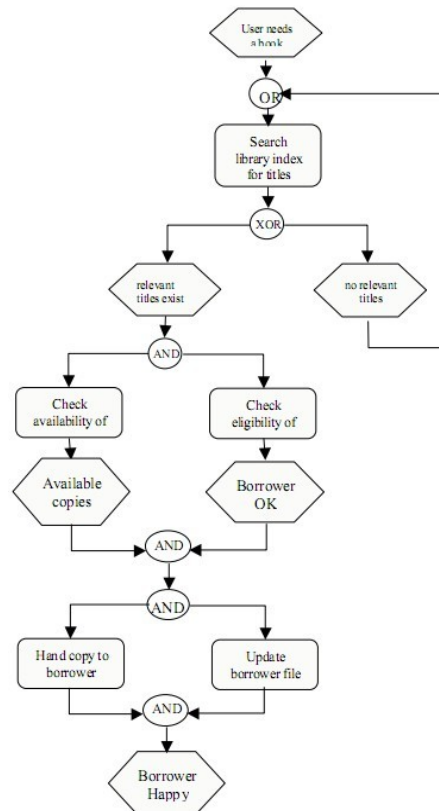 User needs
a book
OR
Search
library index
for titles
XOR
relevant
titles exist
no relevant
titles
AND
Check
availability of
Check
eligibility of
Available
copies
Borrower
OK
AND
AND
Hand copy to
borrower
Update
borrower file
AND
Borrower
Happy